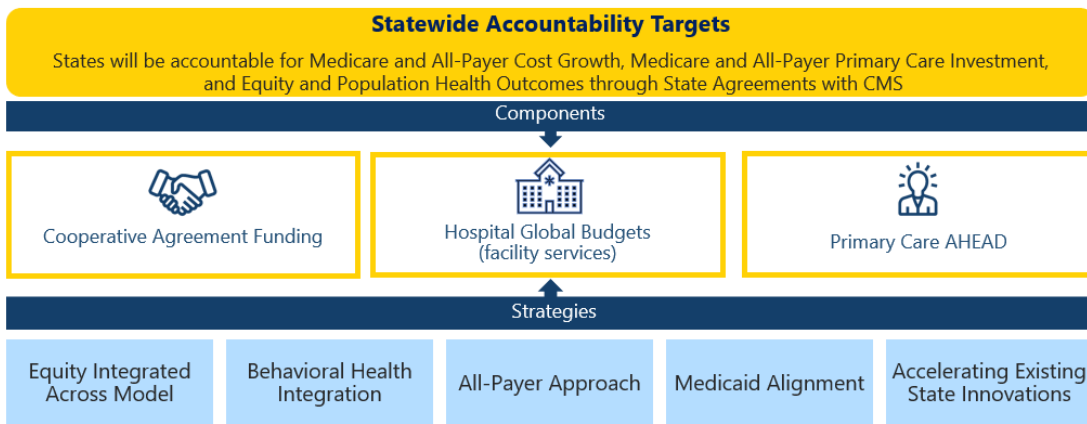 Statewide Accountability Targets
States will be accountable for Medicare and All-Payer Cost Growth, Medicare and All-Payer Primary Care Investment,
and Equity and Population Health Outcomes through State Agreements with CMS
Components
Cooperative Agreement Funding
Hospital Global Budgets
(facility services)
Primary Care AHEAD
Strategies
Equity Integrated
Across Model
Behavioral Health
Integration
All-Payer Approach
Medicaid Alignment
Accelerating Existing
State Innovations